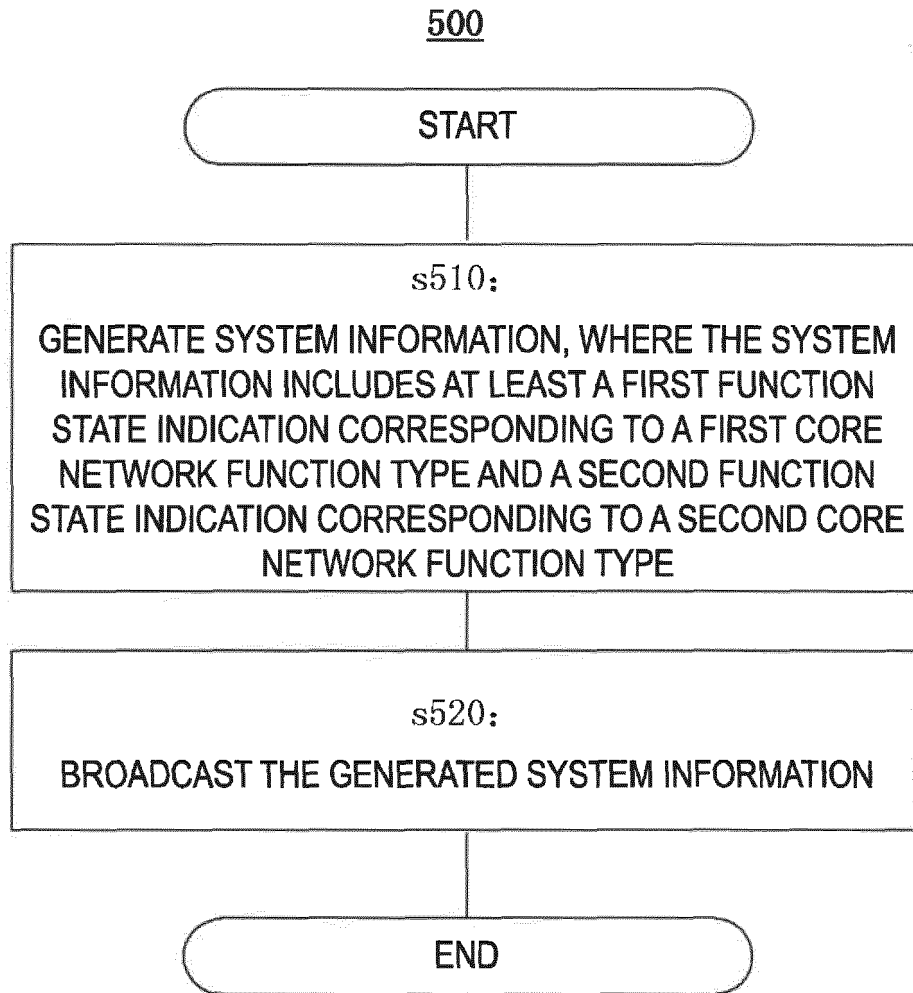 500
START
s510:
GENERATE SYSTEM INFORMATION, WHERE THE SYSTEM
INFORMATION INCLUDES AT LEAST A FIRST FUNCTION
STATE INDICATION CORRESPONDING TO A FIRST CORE
NETWORK FUNCTION TYPE AND A SECOND FUNCTION
STATE INDICATION CORRESPONDING TO A SECOND CORE
NETWORK FUNCTION TYPE
s520:
BROADCAST THE GENERATED SYSTEM INFORMATION
END